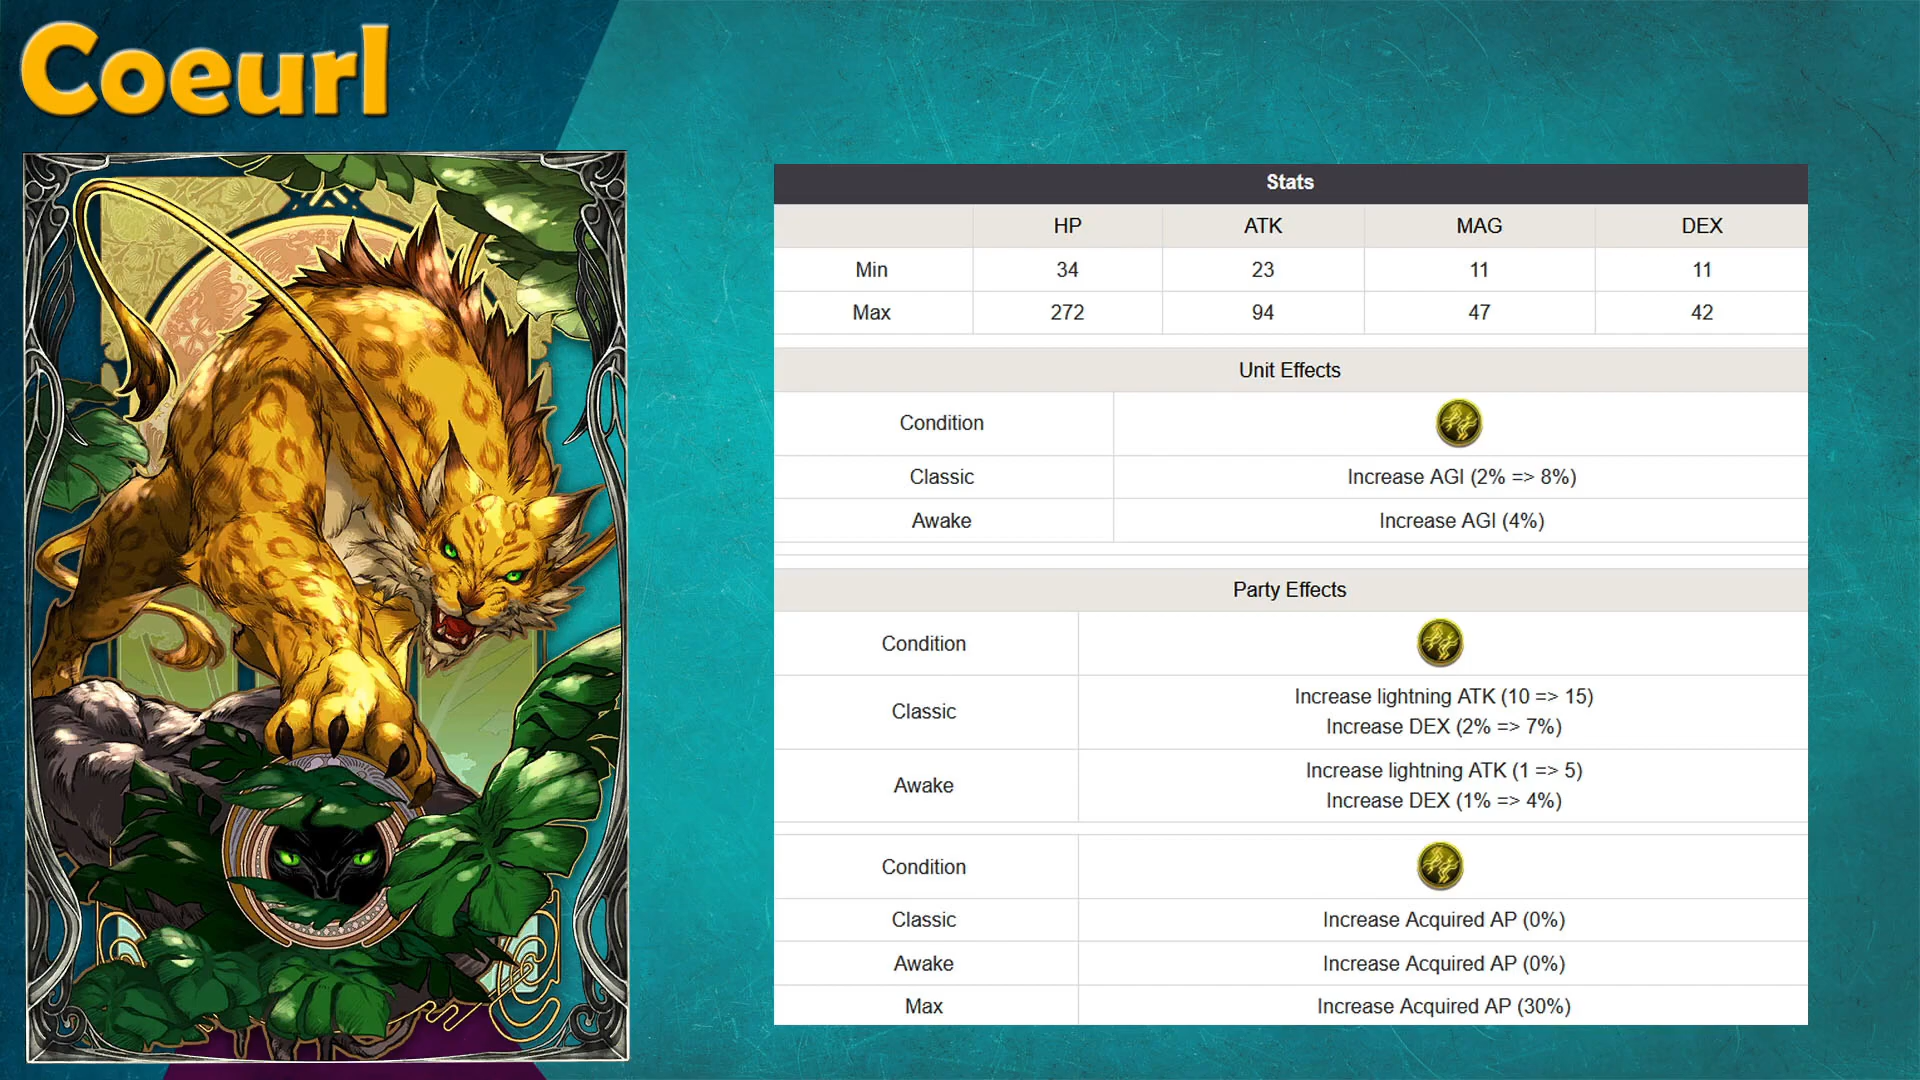 Coeurl
Stats
HP ATK MAG DEX
Min 34 23 11 11
Max 272 94 47 42
Unit Effects
Condition
Classic Increase AGI (2% => 8%)
Awake Increase AGI (4%)
Party Effects
Condition
Classic Increase lightning ATK (10 => 15)
Increase DEX (2% => 7%)
Awake Increase lightning ATK (1 => 5)
Increase DEX (1% => 4%)
Condition
Classic Increase Acquired AP (0%)
Awake Increase Acquired AP (0%)
Max Increase Acquired AP (30%)